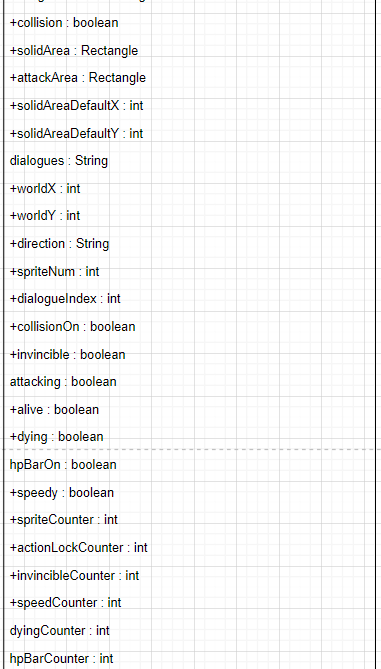 +collision : boolean
+solidArea : Rectangle
+attackArea : Rectangle
+solidAreaDefaultX : int
+solidAreaDefaultY : int
dialogues : String
+worldX : int
+worldY : int
+direction : String
+spriteNum : int
+dialogueIndex : int
+collisionOn : boolean
+invincible : boolean
attacking : boolean
+alive : boolean
+dying : boolean
hpBarOn : boolean
+speedy : boolean
+spriteCounter : int
+actionLockCounter : int
+invincibleCounter : int
+speedCounter : int
dyingCounter : int
hpBarCounter : int